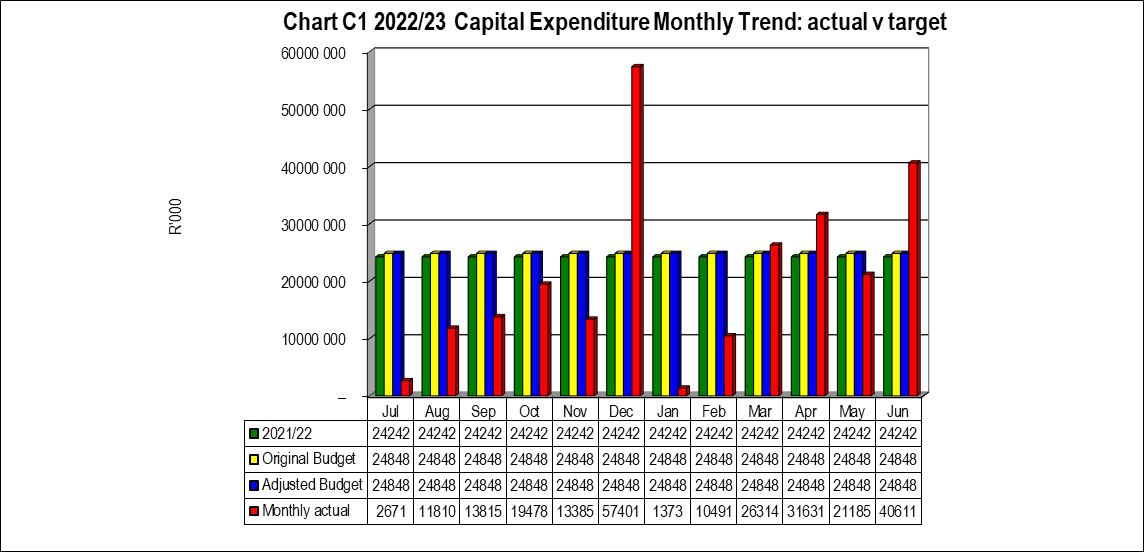 Chart C1 2022/23 Capital Expenditure Monthly Trend: actual v target
60000 000
50000 000
40000 000
30000 000
20000 000
10000 000
–
R'000
Jul Aug Sep Oct Nov Dec Jan Feb Mar Apr May Jun
2021/22 24242 24242 24242 24242 24242 24242 24242 24242 24242 24242 24242 24242
Original Budget 24848 24848 24848 24848 24848 24848 24848 24848 24848 24848 24848 24848
Adjusted Budget 24848 24848 24848 24848 24848 24848 24848 24848 24848 24848 24848 24848
Monthly actual 2671 11810 13815 19478 13385 57401 1373 10491 26314 31631 21185 40611